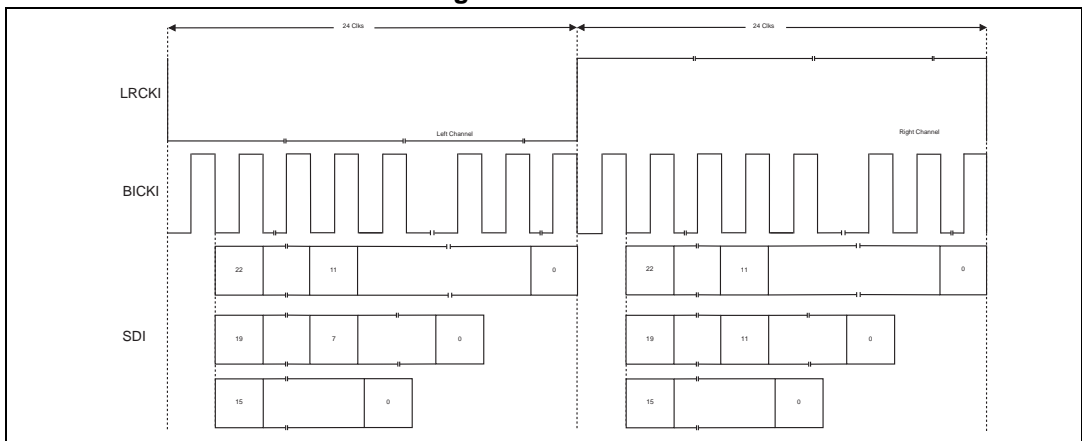 24 Clks 24 Clks
LRCKI
Left Channel Right Channel
BICKI
22 11 0 22 11 0
SDI 19 7 0 19 11 0
15 0 15 0